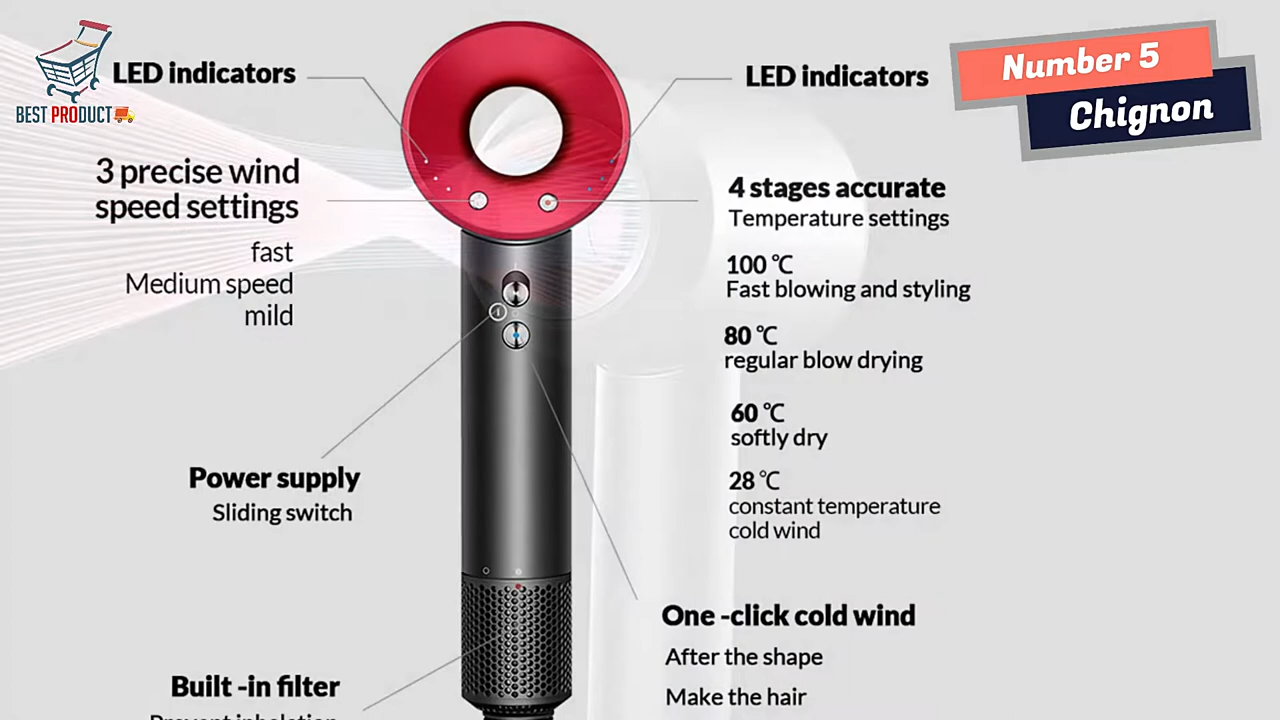 BEST PRODUCT
LED indicators
3 precise wind
speed settings
fast
Medium speed
mild
Power supply
Sliding switch
Built -in filter
Prevent inhalation
LED indicators
4 stages accurate
Temperature settings
100 ℃
Fast blowing and styling
80 ℃
regular blow drying
60 ℃
softly dry
28 ℃
constant temperature
cold wind
One -click cold wind
After the shape
Make the hair
Number 5
Chignon